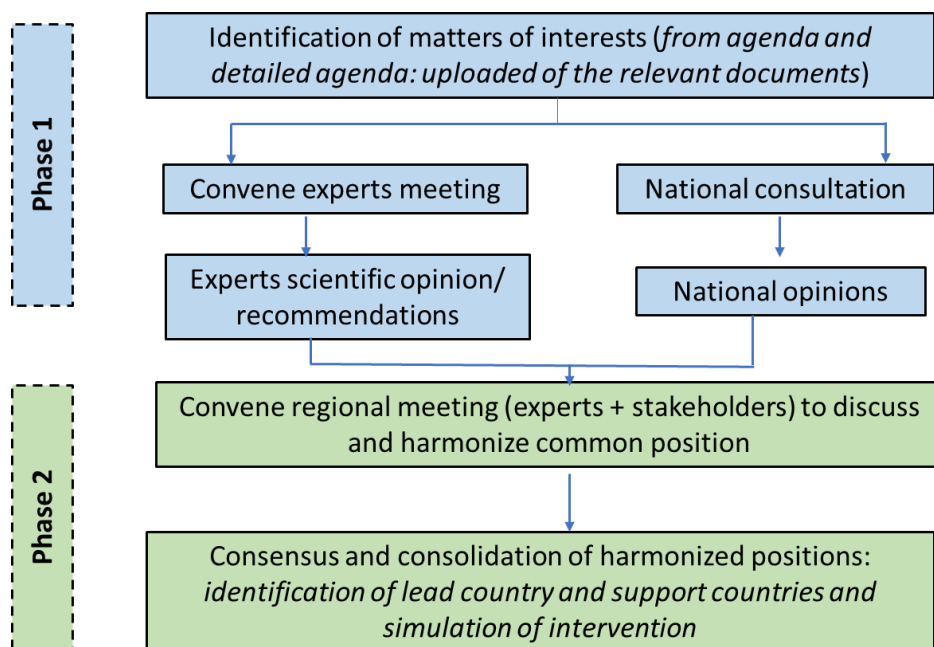 Phase 1
Identification of matters of interests (from agenda and
detailed agenda: uploaded of the relevant documents)
Convene experts meeting
National consultation
Experts scientific opinion/
recommendations
National opinions
Phase 2
Convene regional meeting (experts + stakeholders) to discuss
and harmonize common position
Consensus and consolidation of harmonized positions:
identification of lead country and support countries and
simulation of intervention